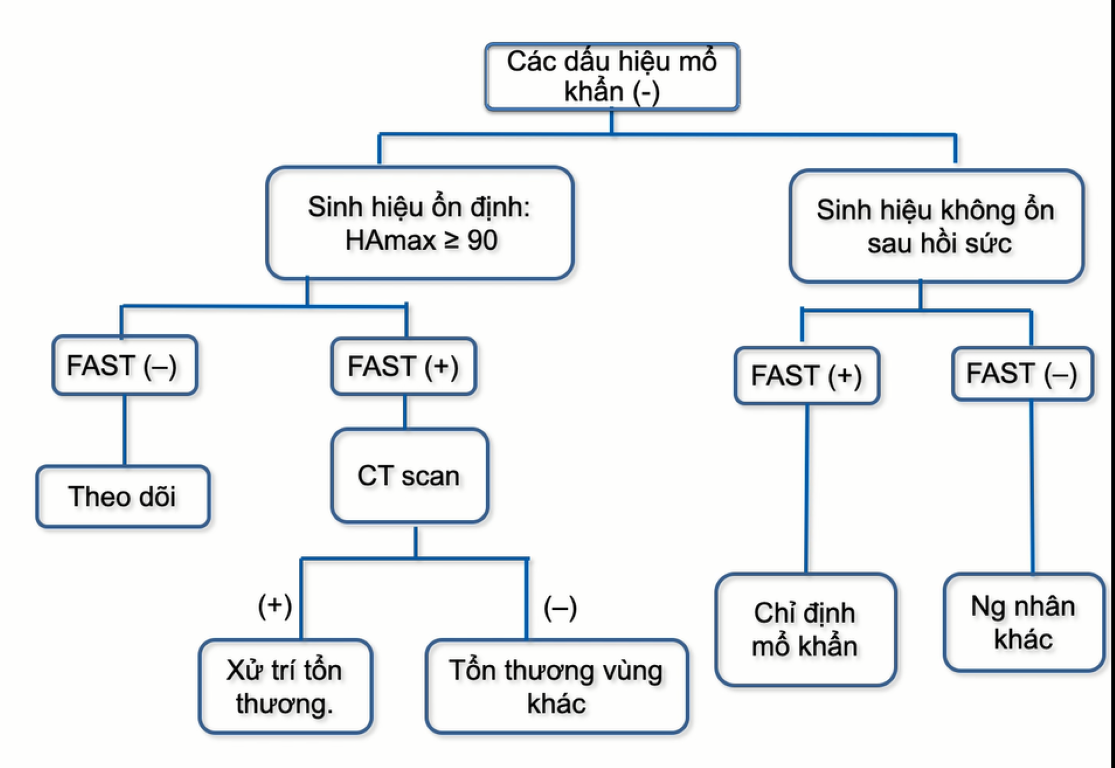 Các dấu hiệu mổ
khẩn (-)
Sinh hiệu ổn định:
HAmax ≥ 90
Sinh hiệu không ổn
sau hồi sức
FAST (–)
FAST (+)
FAST (+)
FAST (–)
Theo dõi
CT scan
(+)
(–)
Xử trí tổn
thương.
Tổn thương vùng
khác
Chỉ định
mổ khẩn
Ng nhân
khác